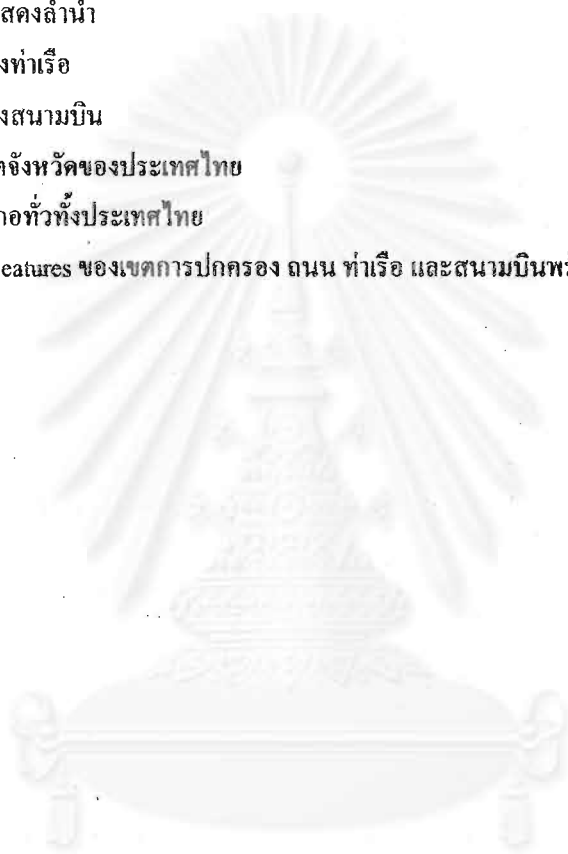 สดงลำน้ำ
งท่าเรือ
งสนามบิน
ตจังหวัดของประเทศไทย
กอทั่วทั้งประเทศไทย
eatures ของเขตการปกครอง ถนน ท่าเรือ และสนามบินพร